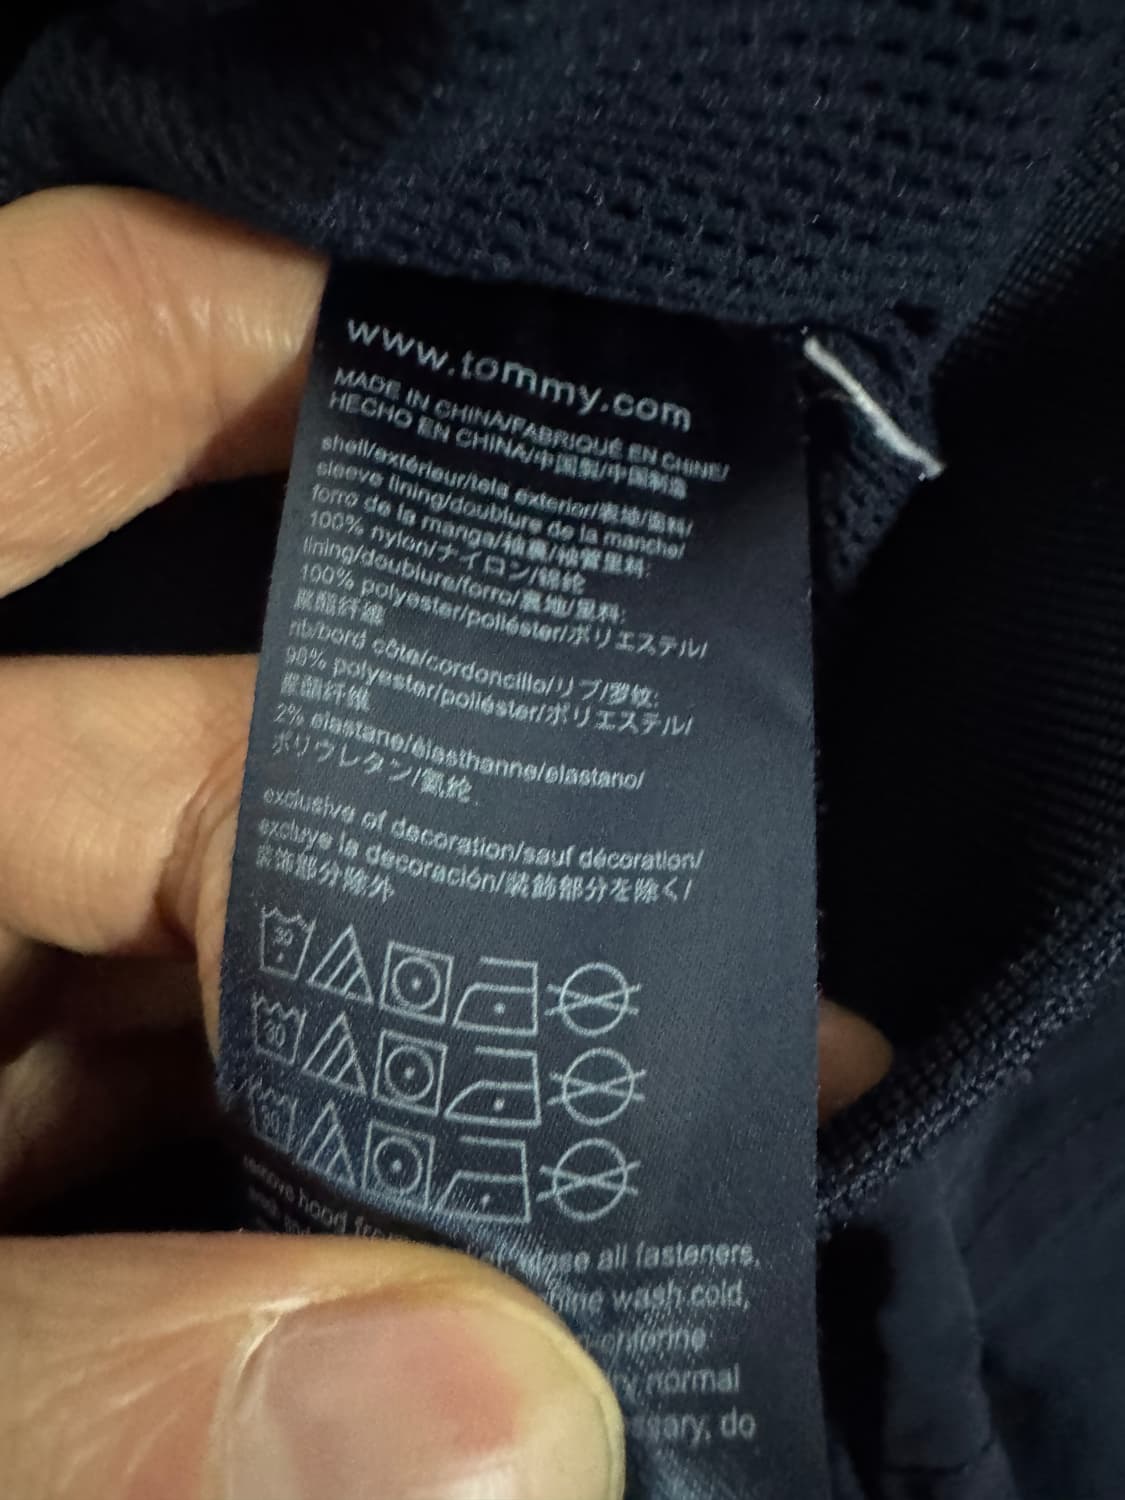 www.tommy.com
MADE IN CHINA/FABRIQUÉ EN CHINE/
HECHO EN CHINA/中国製/中国制造
shell/extérieur/tela exterior/表地/面料/
sleeve lining/doublure de la manche/
forro de la manga/袖裏/袖管里料:
100% nylon/ナイロン/锦纶
lining/doublure/forro/裏地/里料:
100% polyester/poliéster/ポリエステル/
聚酯纤维
rib/bord côte/cordoncillo/リブ/罗纹:
98% polyester/poliéster/ポリエステル/
聚酯纤维
2% elastane/élasthanne/elastano/
ポリウレタン/氨纶
exclusive of decoration/sauf décoration/
excluye la decoración/装飾部分を除く/
装饰部分除外
30
30
30
remove hood close all fasteners,
wash cold,
normal
do